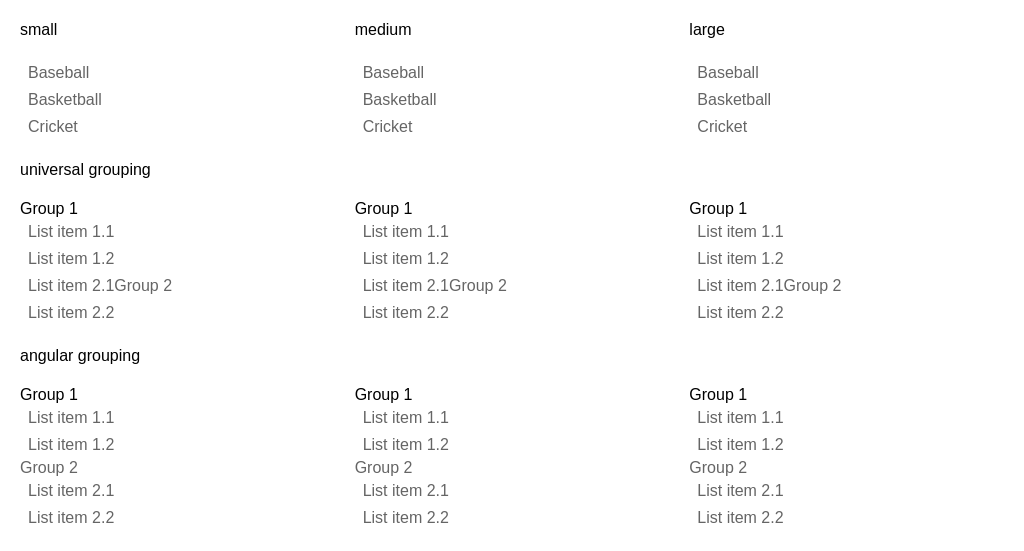 small medium large
Baseball Baseball Baseball
Basketball Basketball Basketball
Cricket Cricket Cricket
universal grouping
Group 1 Group 1 Group 1
List item 1.1 List item 1.1 List item 1.1
List item 1.2 List item 1.2 List item 1.2
List item 2.1Group 2 List item 2.1Group 2 List item 2.1Group 2
List item 2.2 List item 2.2 List item 2.2
angular grouping
Group 1 Group 1 Group 1
List item 1.1 List item 1.1 List item 1.1
List item 1.2 List item 1.2 List item 1.2
Group 2 Group 2 Group 2
List item 2.1 List item 2.1 List item 2.1
List item 2.2 List item 2.2 List item 2.2